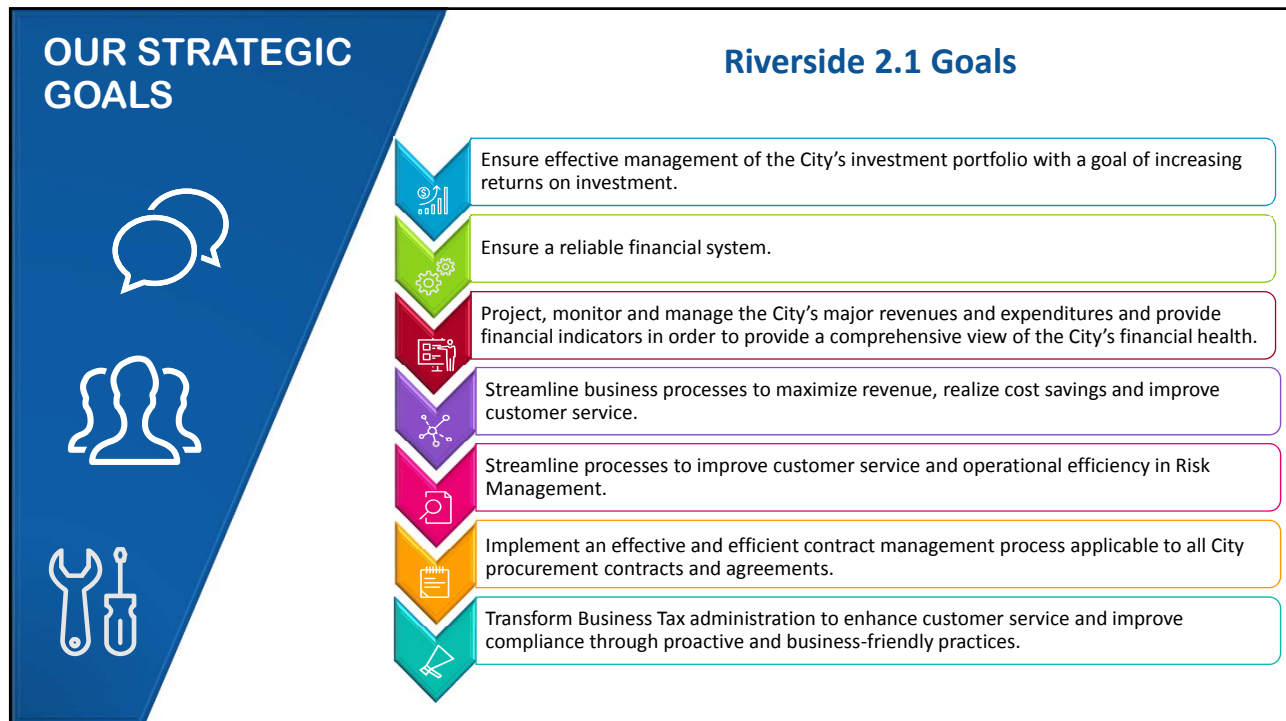 OUR STRATEGIC
GOALS
Riverside 2.1 Goals
Ensure effective management of the City’s investment portfolio with a goal of increasing
returns on investment.
Ensure a reliable financial system.
Project, monitor and manage the City’s major revenues and expenditures and provide
financial indicators in order to provide a comprehensive view of the City’s financial health.
Streamline business processes to maximize revenue, realize cost savings and improve
customer service.
Streamline processes to improve customer service and operational efficiency in Risk
Management.
Implement an effective and efficient contract management process applicable to all City
procurement contracts and agreements.
Transform Business Tax administration to enhance customer service and improve
compliance through proactive and business-friendly practices.